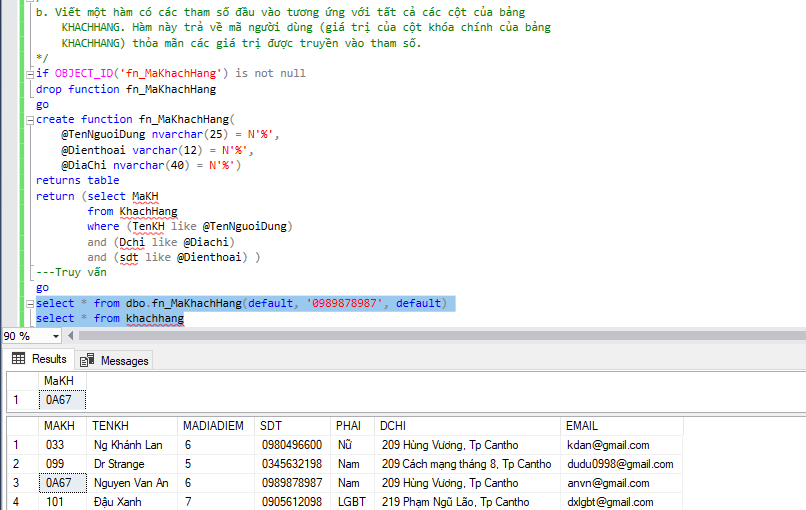 b. Viết một hàm có các tham số đầu vào tương ứng với tất cả các cột của bảng
KHACHHANG. Hàm này trả về mã người dùng (giá trị của cột khóa chính của bảng
KHACHHANG) thỏa mãn các giá trị được truyền vào tham số.
*/
if OBJECT_ID('fn_MaKhachHang') is not null
drop function fn_MaKhachHang
go
create function fn_MaKhachHang(
@TenNguoiDung nvarchar(25) = N'%',
@Dienthoai varchar(12) = N'%',
@DiaChi nvarchar(40) = N'%')
returns table
return (select MaKH
from KhachHang
where (TenKH like @TenNguoiDung)
and (Dchi like @Diachi)
and (sdt like @Dienthoai) )
---Truy vấn
go
select * from dbo.fn_MaKhachHang(default, '0989878987', default)
select * from khachhang
90 %
Results Messages
MaKH
1 0A67
MAKH TENKH MADIADIEM SDT PHAI DCHI EMAIL
1 033 Ng Khánh Lan 6 0980496600 Nữ 209 Hùng Vương, Tp Cantho kdan@gmail.com
2 099 Dr Strange 5 0345632198 Nam 209 Cách mạng tháng 8, Tp Cantho dudu0998@gmail.com
3 0A67 Nguyen Van An 6 0989878987 Nam 209 Hùng Vương, Tp Cantho anvn@gmail.com
4 101 Đậu Xanh 7 0905612098 LGBT 219 Phạm Ngũ Lão, Tp Cantho dxlgbt@gmail.com